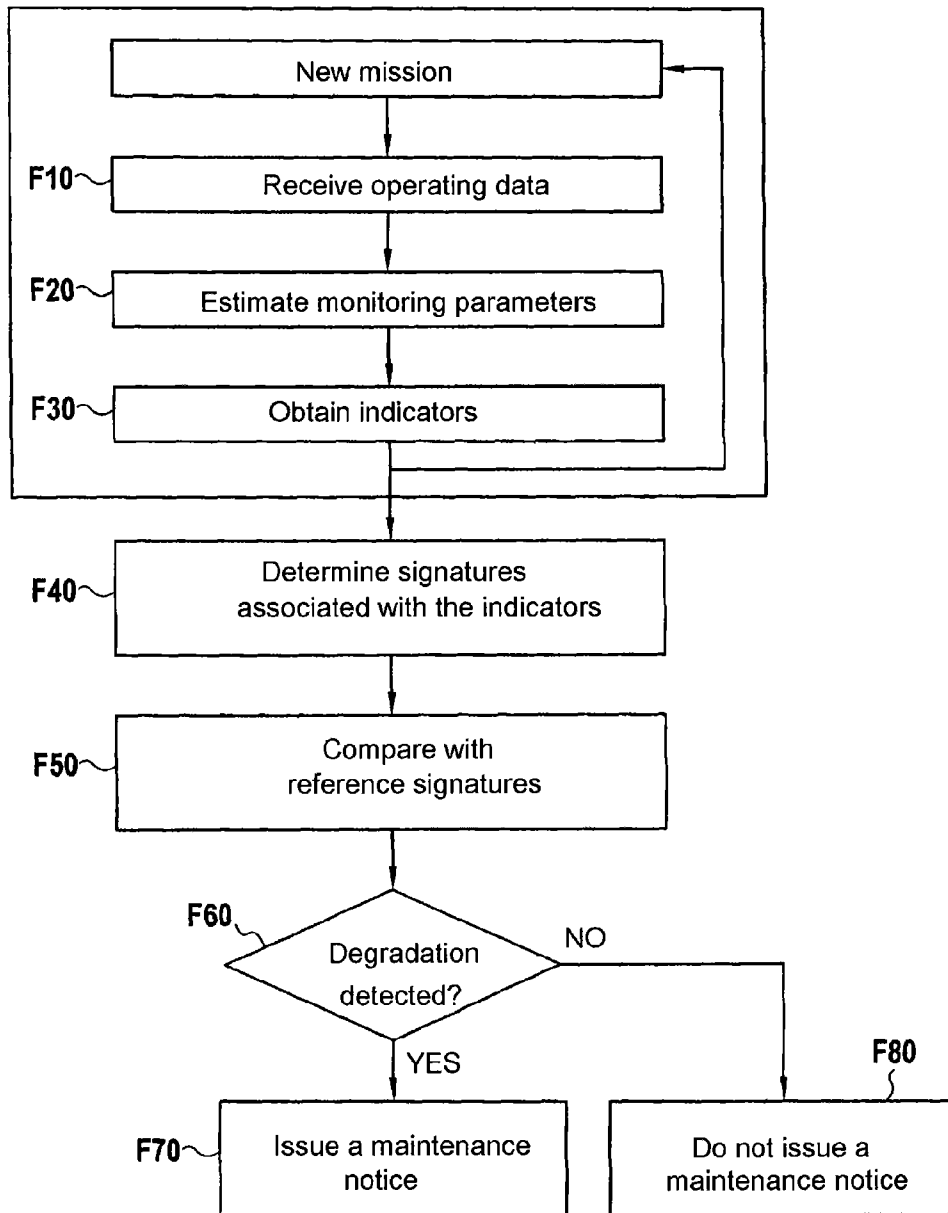 New mission
F10
Receive operating data
F20
Estimate monitoring parameters
F30
Obtain indicators
F40
Determine signatures
associated with the indicators
F50
Compare with
reference signatures
F60
Degradation
detected?
NO
YES
F70
Issue a maintenance
notice
F80
Do not issue a
maintenance notice